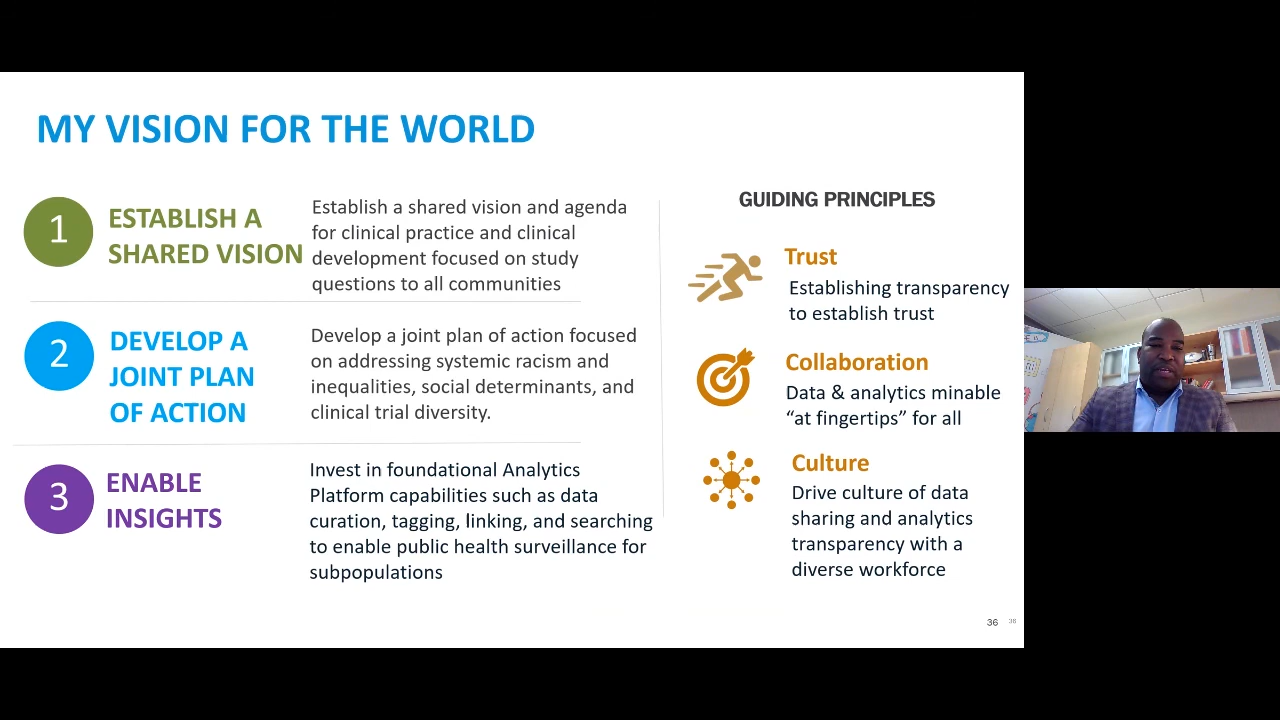 MY VISION FOR THE WORLD
1
ESTABLISH A
SHARED VISION
Establish a shared vision and agenda
for clinical practice and clinical
development focused on study
questions to all communities
2
DEVELOP A
JOINT PLAN
OF ACTION
Develop a joint plan of action focused
on addressing systemic racism and
inequalities, social determinants, and
clinical trial diversity.
3
ENABLE
INSIGHTS
Invest in foundational Analytics
Platform capabilities such as data
curation, tagging, linking, and searching
to enable public health surveillance for
subpopulations
GUIDING PRINCIPLES
Trust
Establishing transparency
to establish trust
Collaboration
Data & analytics minable
“at fingertips” for all
Culture
Drive culture of data
sharing and analytics
transparency with a
diverse workforce
36
36